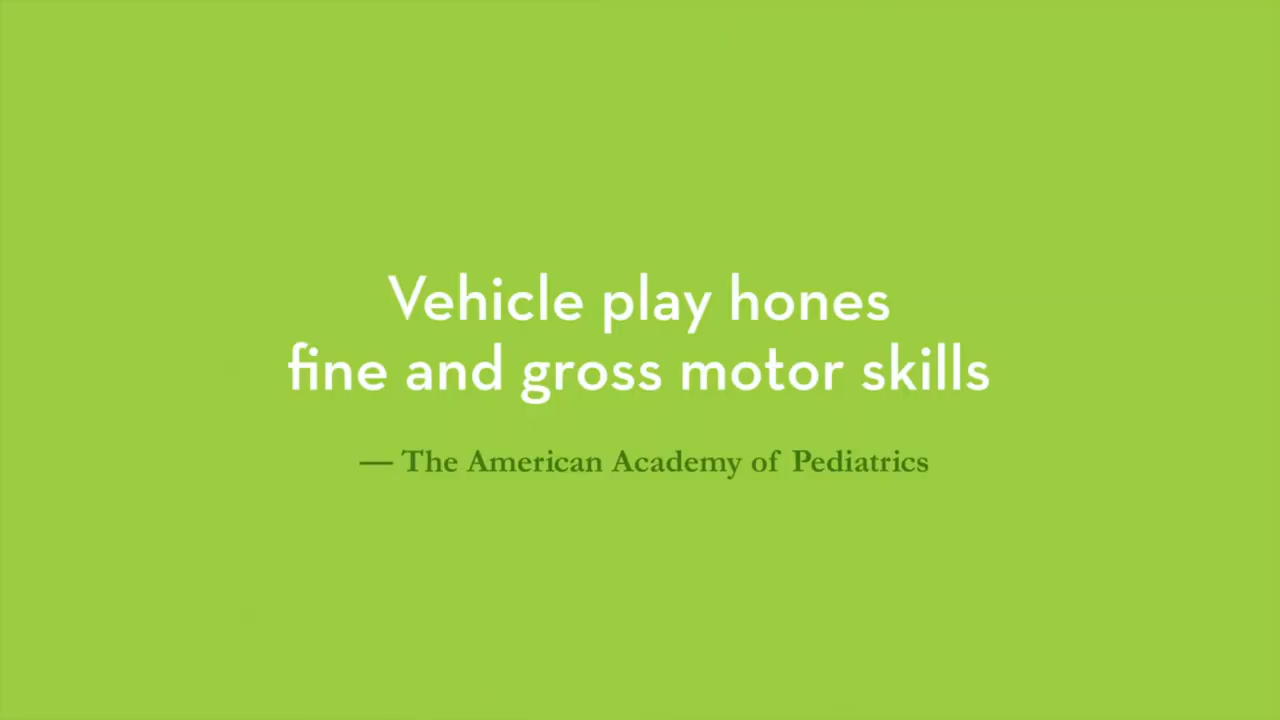 Vehicle play hones
fine and gross motor skills
— The American Academy of Pediatrics